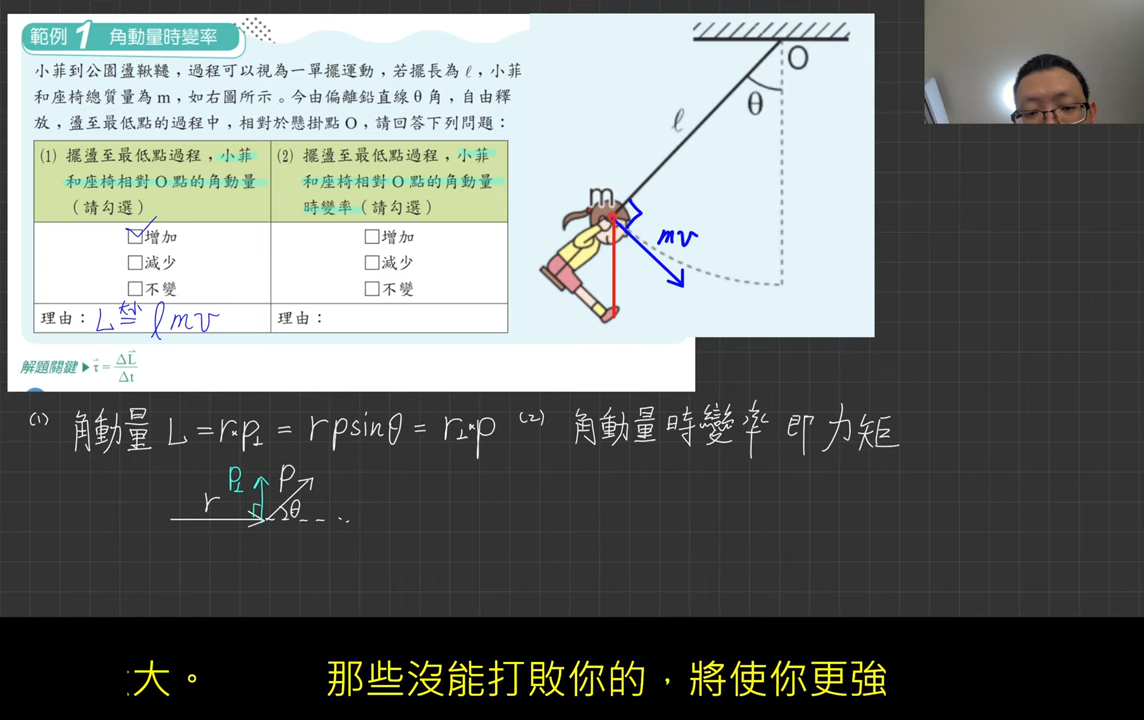 範例1 角動量時變率
小菲到公園盪鞦韆,過程可以視為一單擺運動,若擺長為ℓ,小菲
和座椅總質量為m,如右圖所示。今由偏離鉛直線θ角,自由釋
放,盪至最低點的過程中,相對於懸掛點O,請回答下列問題:
(1) 擺盪至最低點過程,小菲
和座椅相對O點的角動量
(請勾選)
□增加
□減少
□不變
理由: L = ℓmv
(2) 擺盪至最低點過程,小菲
和座椅相對O點的角動量
時變率(請勾選)
□增加
□減少
□不變
理由:
解題關鍵▶τ⃗=ΔL⃗/Δt
O
θ
ℓ
m
mv
(1) 角動量 L=r×p⊥ = rpsinθ = r⊥×p
(2) 角動量時變率即力矩
r p⊥ p θ
大。 那些沒能打敗你的,將使你更強